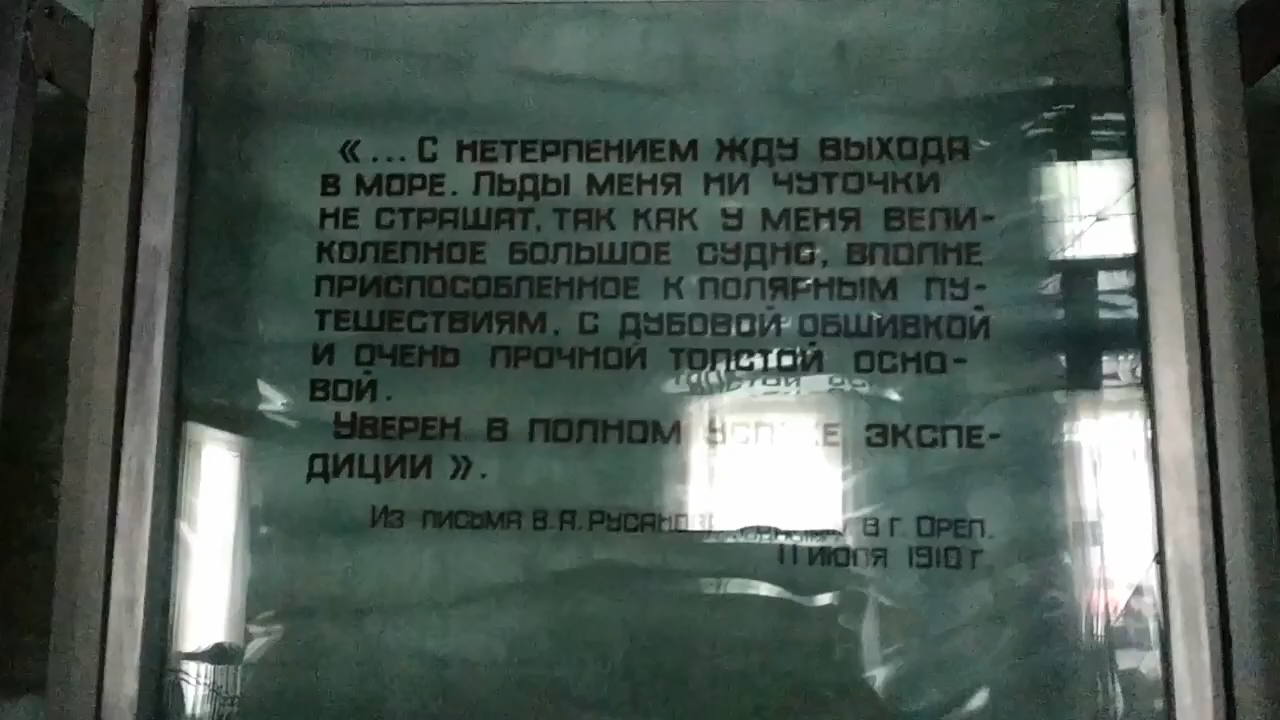 «... С НЕТЕРПЕНИЕМ ЖДУ ВЫХОДА
В МОРЕ. ЛЬДЫ МЕНЯ НИ ЧУТОЧКИ
НЕ СТРАШАТ, ТАК КАК У МЕНЯ ВЕЛИ-
КОЛЕПНОЕ БОЛЬШОЕ СУДНО, ВПОЛНЕ
ПРИСПОСОБЛЕННОЕ К ПОЛЯРНЫМ ПУ-
ТЕШЕСТВИЯМ, С ДУБОВОЙ ОБШИВКОЙ
И ОЧЕНЬ ПРОЧНОЙ ТОЛСТОЙ ОСНО-
ВОЙ.
УВЕРЕН В ПОЛНОМ ЭКСПЕ-
ДИЦИИ».
ИЗ ПИСЬМА В. А. В Г. ОРЕЛ.
11 ИЮЛЯ 1910 г.